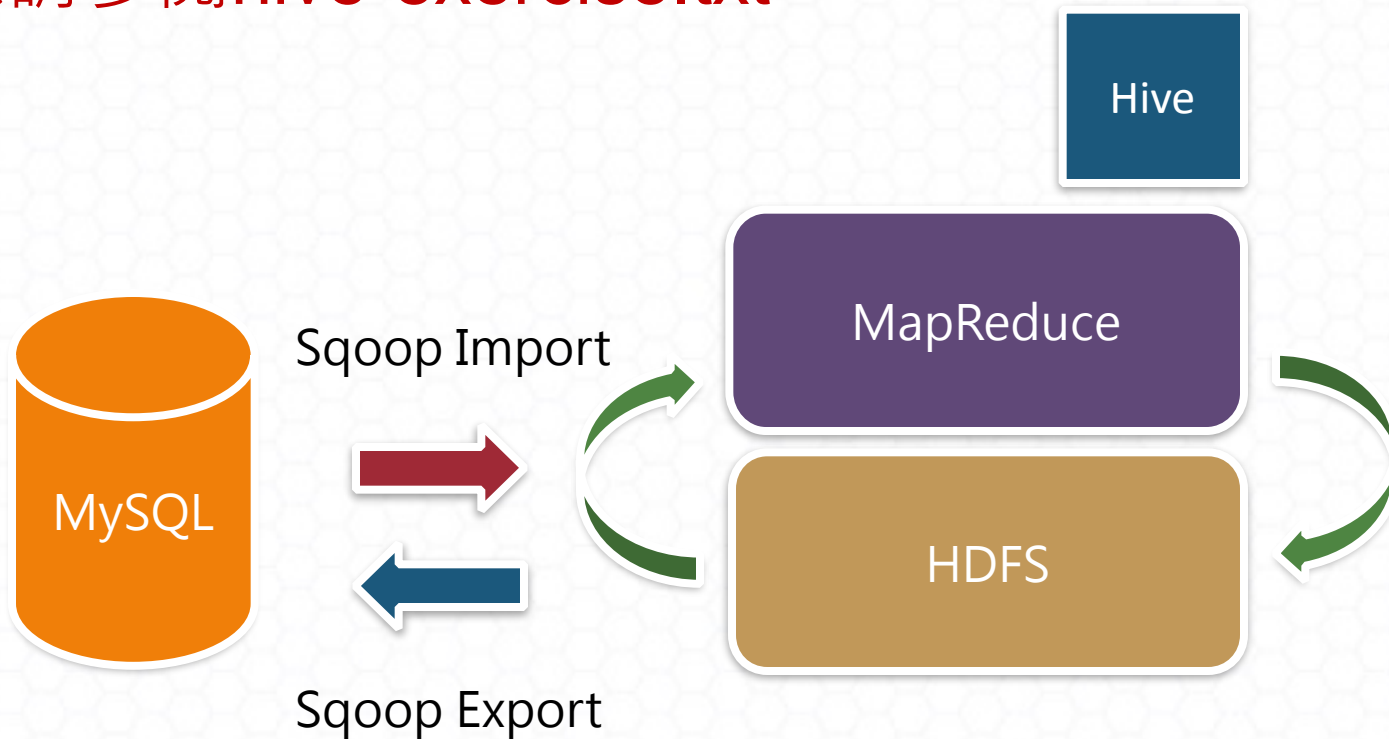 Hive
MapReduce
Sqoop Import
MySQL
HDFS
Sqoop Export